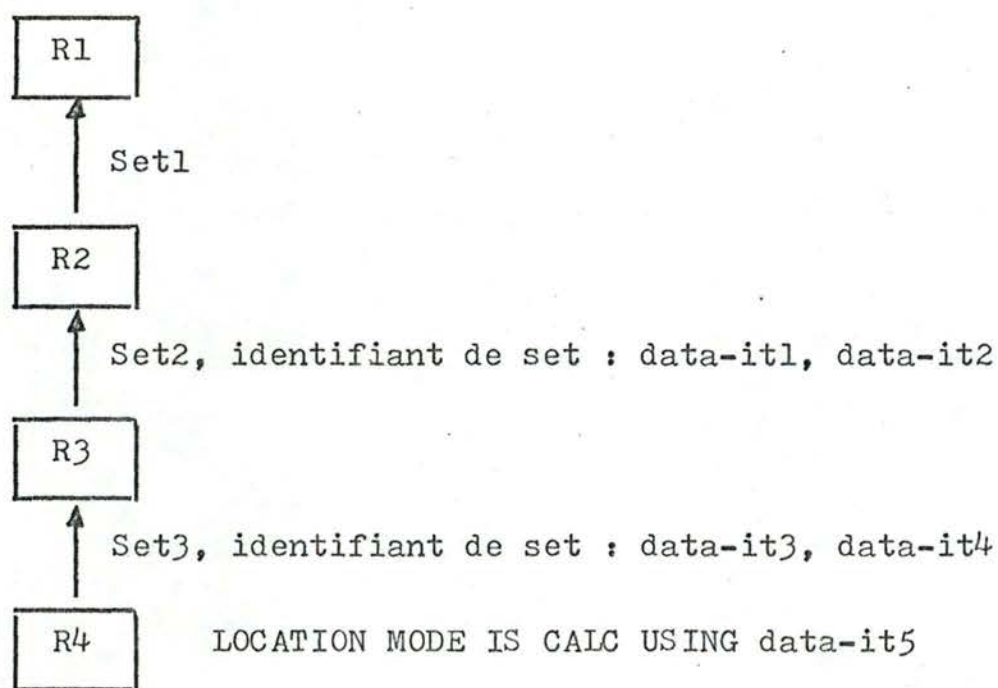 R1
Set1
R2
Set2, identifiant de set : data-it1, data-it2
R3
Set3, identifiant de set : data-it3, data-it4
R4 LOCATION MODE IS CALC USING data-it5